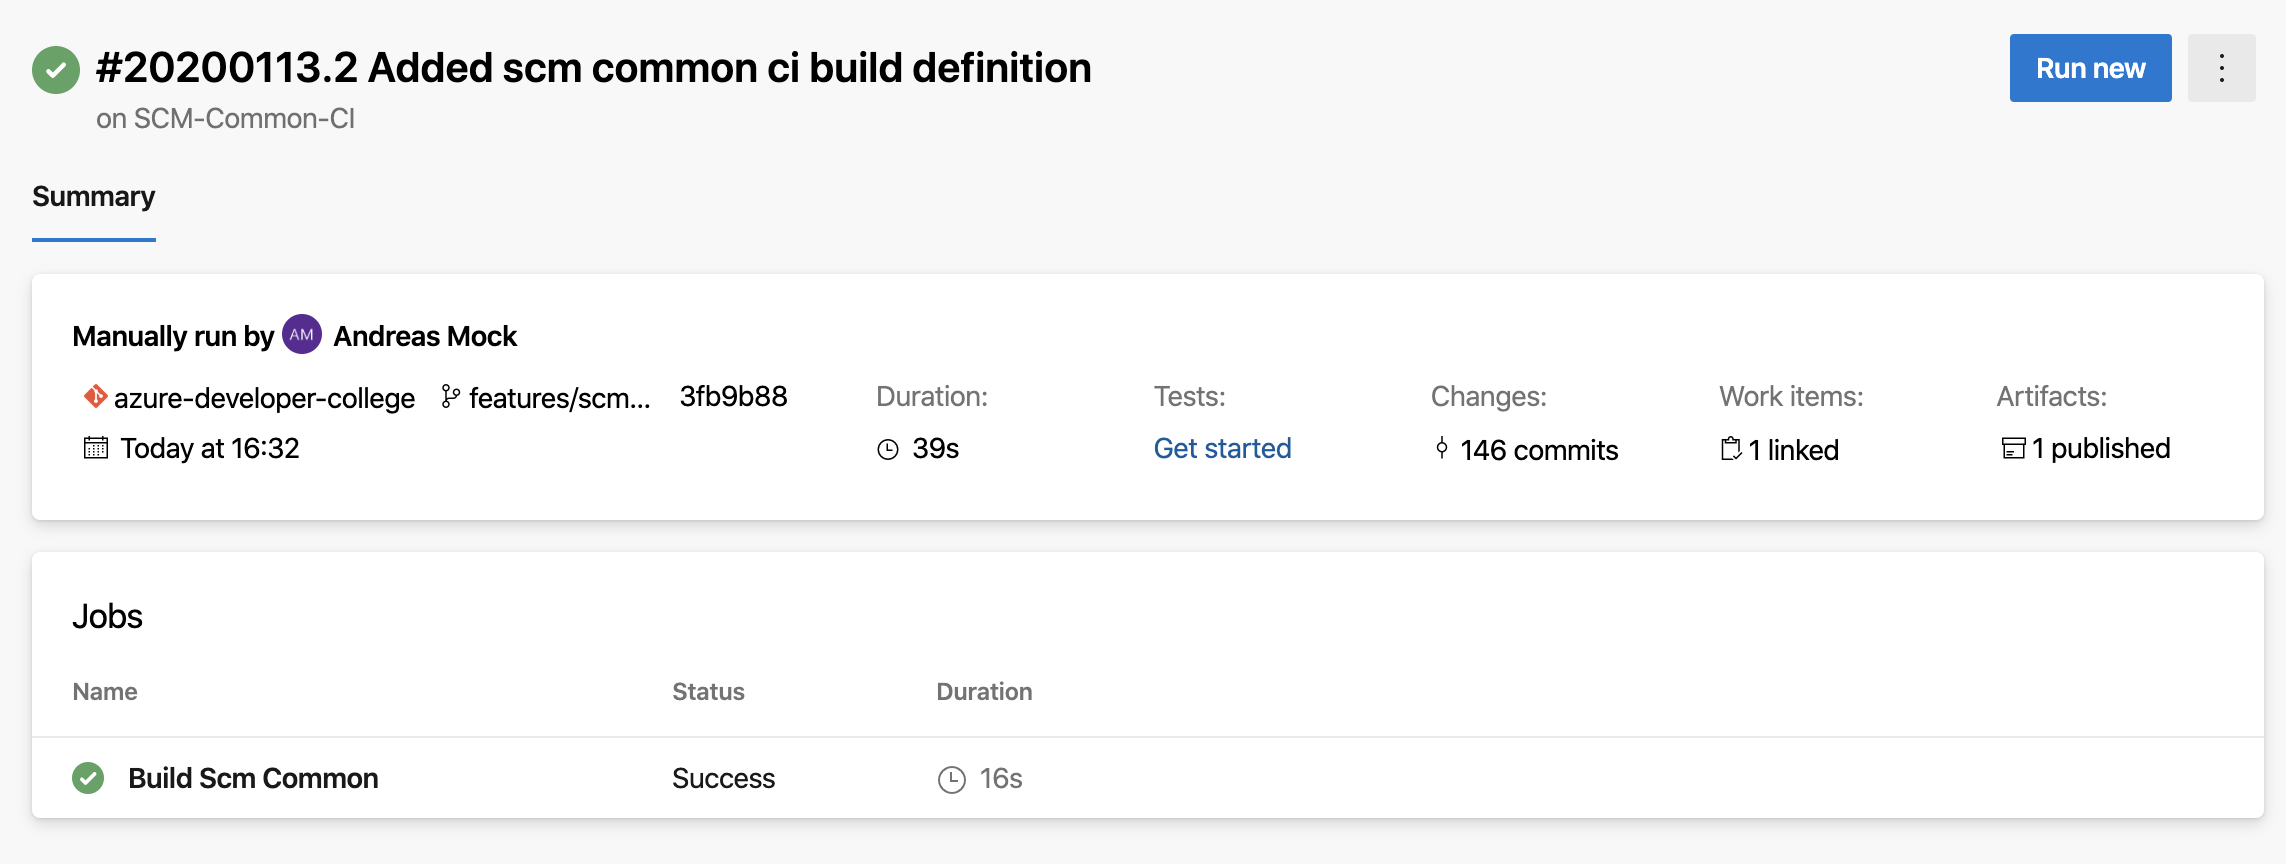 #20200113.2 Added scm common ci build definition
Run new
on SCM-Common-CI
Summary
Manually run by AM Andreas Mock
azure-developer-college features/scm... 3fb9b88 Duration: Tests: Changes: Work items: Artifacts:
Today at 16:32 39s Get started 146 commits 1 linked 1 published
Jobs
Name Status Duration
Build Scm Common Success 16s